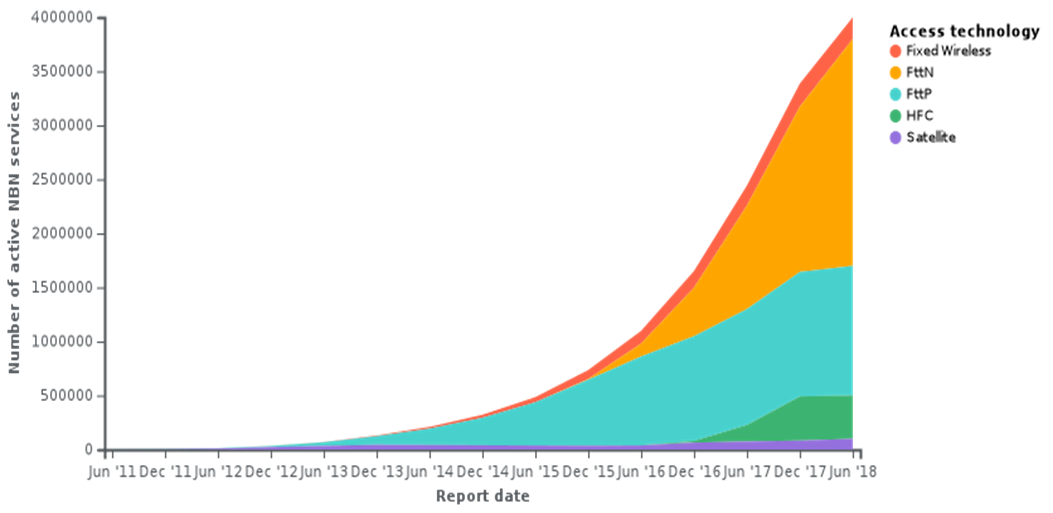 4000000
3500000
3000000
2500000
2000000
1500000
1000000
500000
0
Number of active NBN services
Jun '11 Dec '11 Jun '12 Dec '12 Jun '13 Dec '13 Jun '14 Dec '14 Jun '15 Dec '15 Jun '16 Dec '16 Jun '17 Dec '17 Jun '18
Report date
Access technology
Fixed Wireless
FttN
FttP
HFC
Satellite